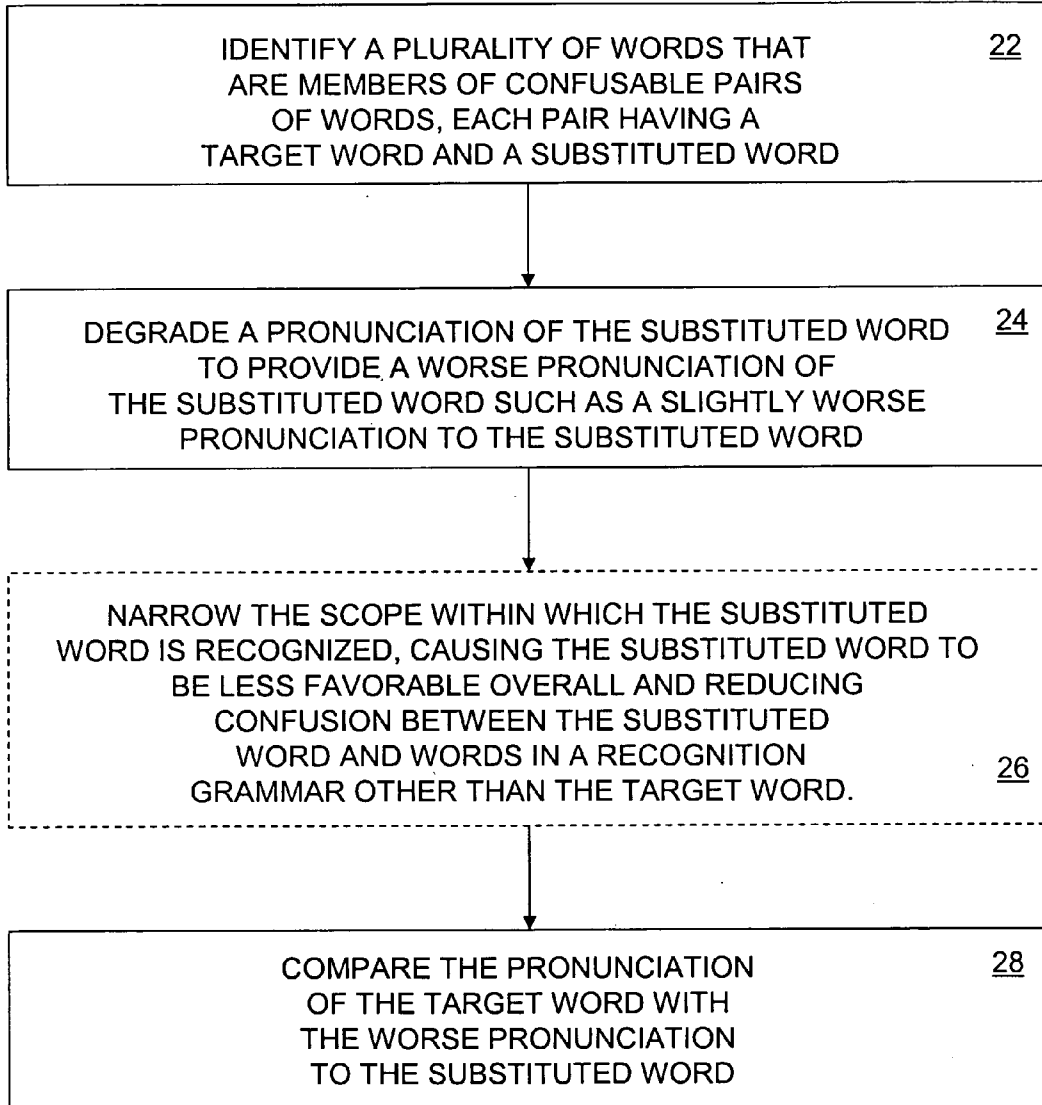 IDENTIFY A PLURALITY OF WORDS THAT 22
ARE MEMBERS OF CONFUSABLE PAIRS
OF WORDS, EACH PAIR HAVING A
TARGET WORD AND A SUBSTITUTED WORD
DEGRADE A PRONUNCIATION OF THE SUBSTITUTED WORD 24
TO PROVIDE A WORSE PRONUNCIATION OF
THE SUBSTITUTED WORD SUCH AS A SLIGHTLY WORSE
PRONUNCIATION TO THE SUBSTITUTED WORD
NARROW THE SCOPE WITHIN WHICH THE SUBSTITUTED
WORD IS RECOGNIZED, CAUSING THE SUBSTITUTED WORD TO
BE LESS FAVORABLE OVERALL AND REDUCING
CONFUSION BETWEEN THE SUBSTITUTED
WORD AND WORDS IN A RECOGNITION
GRAMMAR OTHER THAN THE TARGET WORD. 26
COMPARE THE PRONUNCIATION 28
OF THE TARGET WORD WITH
THE WORSE PRONUNCIATION
TO THE SUBSTITUTED WORD